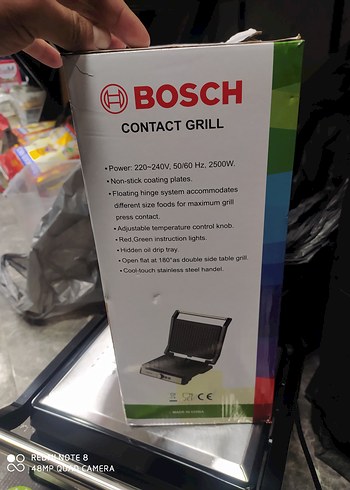 BOSCH
CONTACT GRILL
• Power: 220~240V, 50/60 Hz, 2500W.
• Non-stick coating plates.
• Floating hinge system accommodates
different size foods for maximum grill
press contact.
• Adjustable temperature control knob.
• Red,Green instruction lights.
• Hidden oil drip tray.
• Open flat at 180°as double side table grill.
• Cool-touch stainless steel handel.
CE
REDMI NOTE 8
48MP QUAD CAMERA